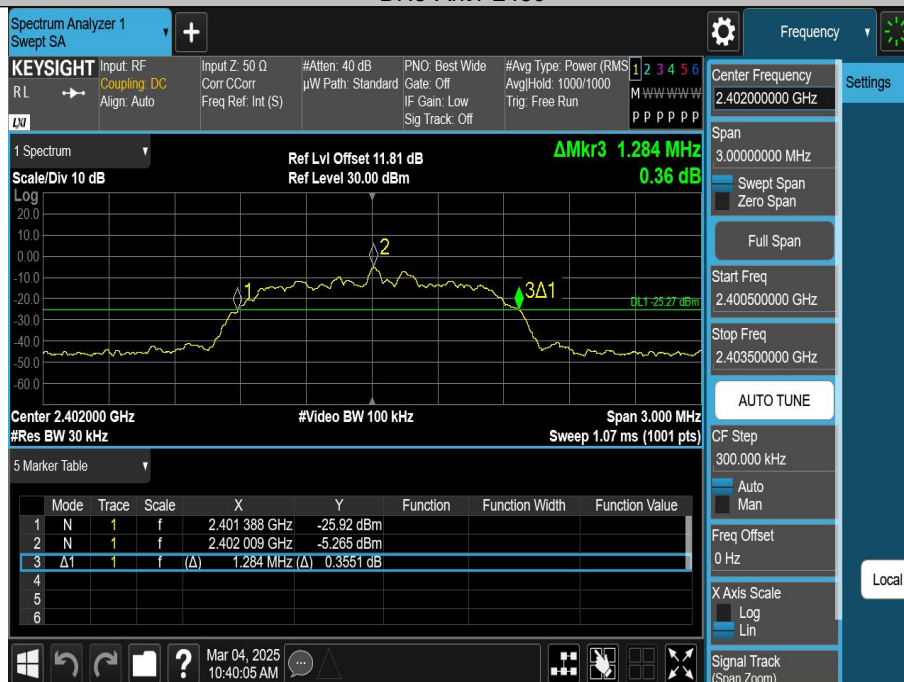 Spectrum Analyzer 1
Swept SA
+
Frequency
KEYSIGHT
RL
LXI
Input: RF
Coupling: DC
Align: Auto
Input Z: 50 Ω
Corr CCorr
Freq Ref: Int (S)
#Atten: 40 dB
µW Path: Standard
PNO: Best Wide
Gate: Off
IF Gain: Low
Sig Track: Off
#Avg Type: Power (RMS
Avg|Hold: 1000/1000
Trig: Free Run
1 2 3 4 5 6
M W W W W W
P P P P P P
1 Spectrum
Scale/Div 10 dB
Ref Lvl Offset 11.81 dB
Ref Level 30.00 dBm
ΔMkr3 1.284 MHz
0.36 dB
Log
20.0
10.0
0.00
-10.0
-20.0
-30.0
-40.0
-50.0
-60.0
1
2
3Δ1
DL1 -25.27 dBm
Center 2.402000 GHz
#Video BW 100 kHz
Span 3.000 MHz
#Res BW 30 kHz
Sweep 1.07 ms (1001 pts)
5 Marker Table
Mode Trace Scale X Y Function Function Width Function Value
1 N 1 f 2.401 388 GHz -25.92 dBm
2 N 1 f 2.402 009 GHz -5.265 dBm
3 Δ1 1 f (Δ) 1.284 MHz (Δ) 0.3551 dB
4
5
6
?
Mar 04, 2025
10:40:05 AM
Center Frequency
2.402000000 GHz
Settings
Span
3.00000000 MHz
Swept Span
Zero Span
Full Span
Start Freq
2.400500000 GHz
Stop Freq
2.403500000 GHz
AUTO TUNE
CF Step
300.000 kHz
Auto
Man
Freq Offset
0 Hz
Local
X Axis Scale
Log
Lin
Signal Track
(Span Zoom)